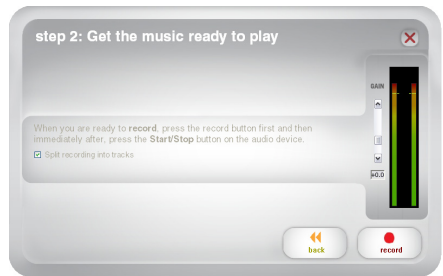 step 2: Get the music ready to play
GAIN
When you are ready to record, press the record button first and then
immediately after, press the Start/Stop button on the audio device.
Split recording into tracks
+0.0
back
record